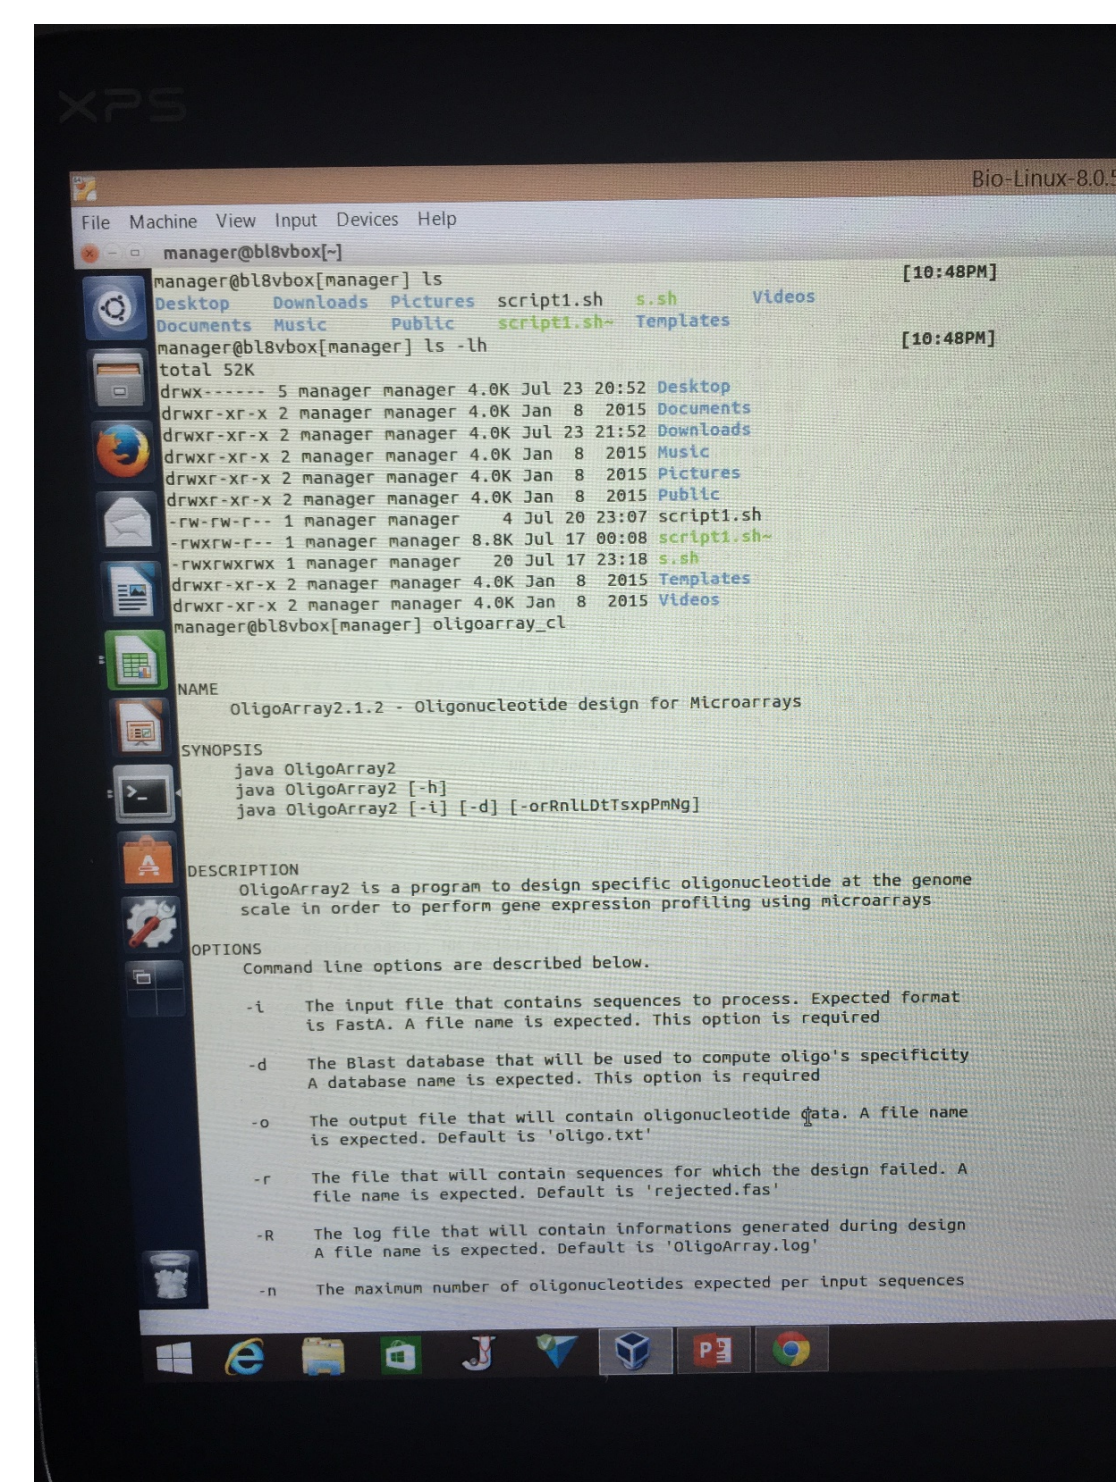 XPS
Bio-Linux-8.0.5
File Machine View Input Devices Help
manager@bl8vbox[~]
manager@bl8vbox[manager] ls [10:48PM]
Desktop Downloads Pictures script1.sh s.sh Videos
Documents Music Public script1.sh~ Templates
manager@bl8vbox[manager] ls -lh [10:48PM]
total 52K
drwx------ 5 manager manager 4.0K Jul 23 20:52 Desktop
drwxr-xr-x 2 manager manager 4.0K Jan 8 2015 Documents
drwxr-xr-x 2 manager manager 4.0K Jul 23 21:52 Downloads
drwxr-xr-x 2 manager manager 4.0K Jan 8 2015 Music
drwxr-xr-x 2 manager manager 4.0K Jan 8 2015 Pictures
drwxr-xr-x 2 manager manager 4.0K Jan 8 2015 Public
-rw-rw-r-- 1 manager manager 4 Jul 20 23:07 script1.sh
-rwxrw-r-- 1 manager manager 8.8K Jul 17 00:08 script1.sh~
-rwxrwxrwx 1 manager manager 20 Jul 17 23:18 s.sh
drwxr-xr-x 2 manager manager 4.0K Jan 8 2015 Templates
drwxr-xr-x 2 manager manager 4.0K Jan 8 2015 Videos
manager@bl8vbox[manager] oligoarray_cl
NAME
OligoArray2.1.2 - Oligonucleotide design for Microarrays
SYNOPSIS
java OligoArray2
java OligoArray2 [-h]
java OligoArray2 [-i] [-d] [-orRnlLDtTsxpPmNg]
DESCRIPTION
OligoArray2 is a program to design specific oligonucleotide at the genome
scale in order to perform gene expression profiling using microarrays
OPTIONS
Command line options are described below.
-i The input file that contains sequences to process. Expected format
is FastA. A file name is expected. This option is required
-d The Blast database that will be used to compute oligo's specificity
A database name is expected. This option is required
-o The output file that will contain oligonucleotide data. A file name
is expected. Default is 'oligo.txt'
-r The file that will contain sequences for which the design failed. A
file name is expected. Default is 'rejected.fas'
-R The log file that will contain informations generated during design
A file name is expected. Default is 'OligoArray.log'
-n The maximum number of oligonucleotides expected per input sequences